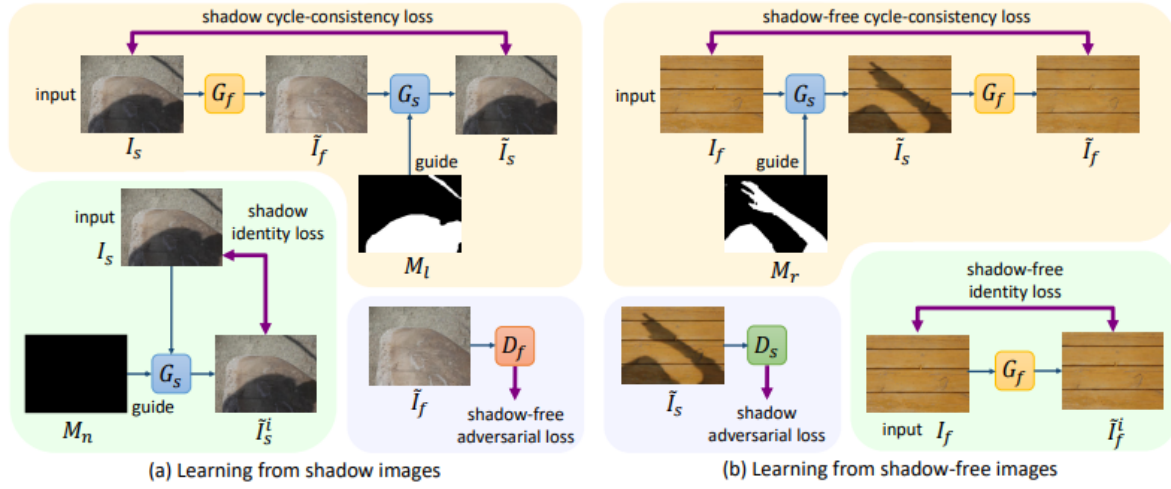 shadow cycle-consistency loss
input
G_f
G_s
I_s
Ĩ_f
Ĩ_s
guide
M_l
input
I_s
shadow
identity loss
G_s
guide
M_n
Ĩ_s^i
D_f
Ĩ_f
shadow-free
adversarial loss
(a) Learning from shadow images
shadow-free cycle-consistency loss
input
G_s
G_f
I_f
Ĩ_s
Ĩ_f
guide
M_r
D_s
Ĩ_s
shadow
adversarial loss
shadow-free
identity loss
G_f
input I_f
Ĩ_f^i
(b) Learning from shadow-free images